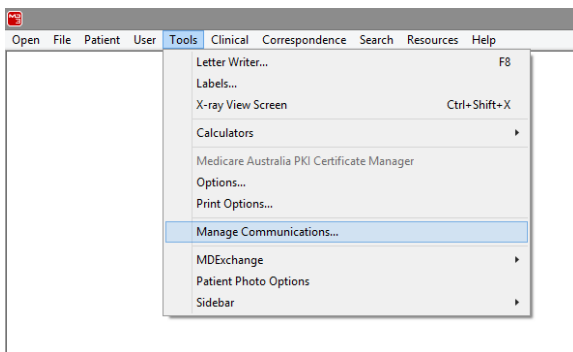 Open File Patient User Tools Clinical Correspondence Search Resources Help
Letter Writer... F8
Labels...
X-ray View Screen Ctrl+Shift+X
Calculators
Medicare Australia PKI Certificate Manager
Options...
Print Options...
Manage Communications...
MDExchange
Patient Photo Options
Sidebar